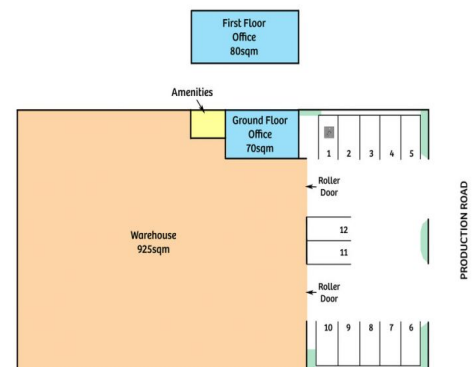 First Floor
Office
80sqm
Amenities
Ground Floor
Office
70sqm
1 2 3 4 5
Roller
Door
Warehouse
925sqm
12
11
Roller
Door
10 9 8 7 6
PRODUCTION ROAD